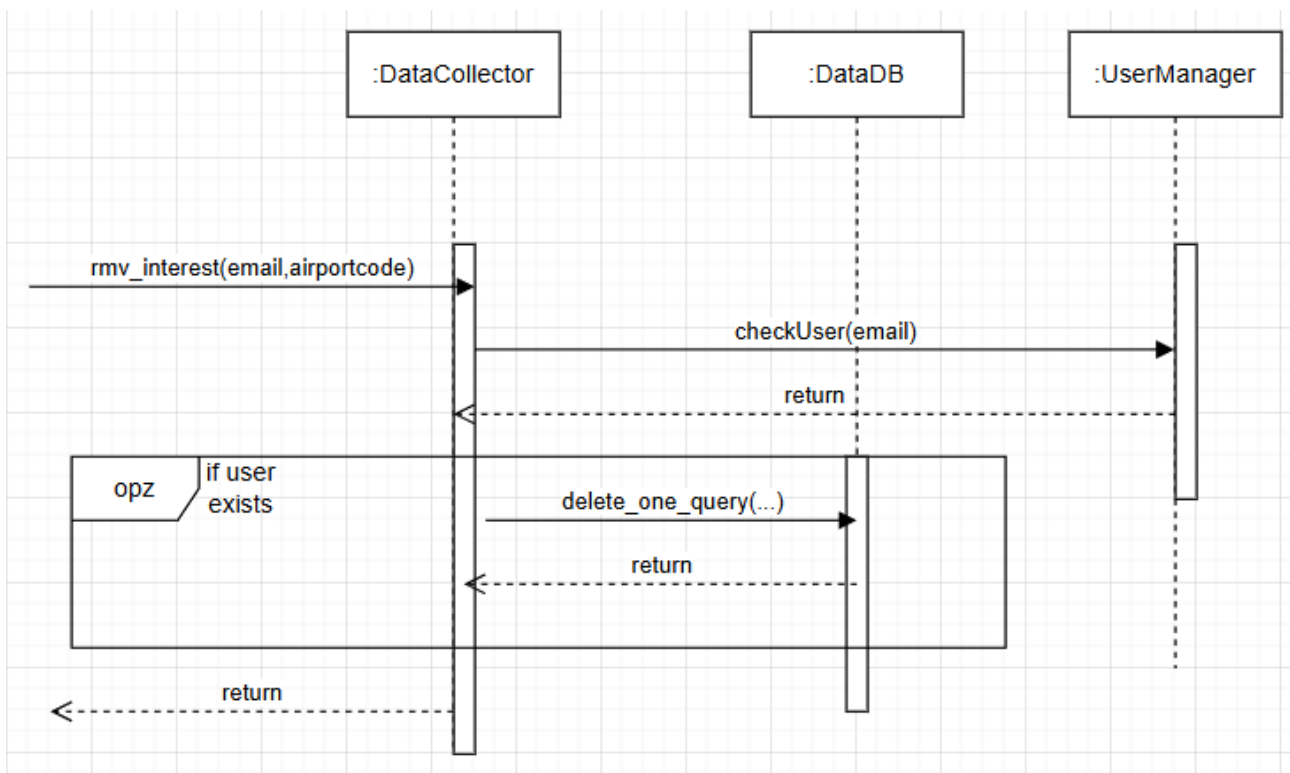 :DataCollector
:DataDB
:UserManager
rmv_interest(email,airportcode)
checkUser(email)
return
opz
if user
exists
delete_one_query(...)
return
return